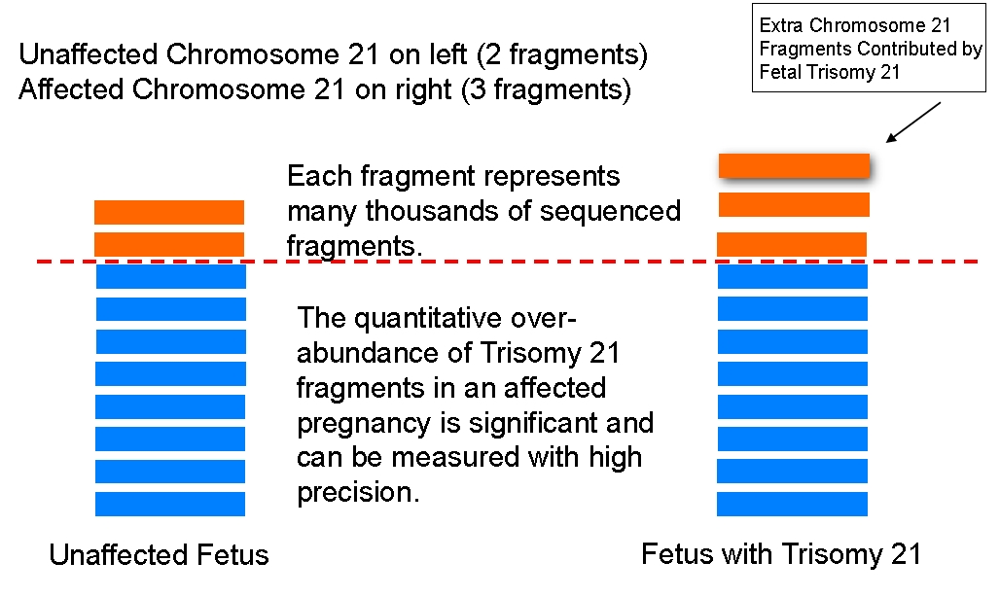 Extra Chromosome 21
Fragments Contributed by
Fetal Trisomy 21
Unaffected Chromosome 21 on left (2 fragments)
Affected Chromosome 21 on right (3 fragments)
Each fragment represents
many thousands of sequenced
fragments.
The quantitative over-
abundance of Trisomy 21
fragments in an affected
pregnancy is significant and
can be measured with high
precision.
Unaffected Fetus
Fetus with Trisomy 21